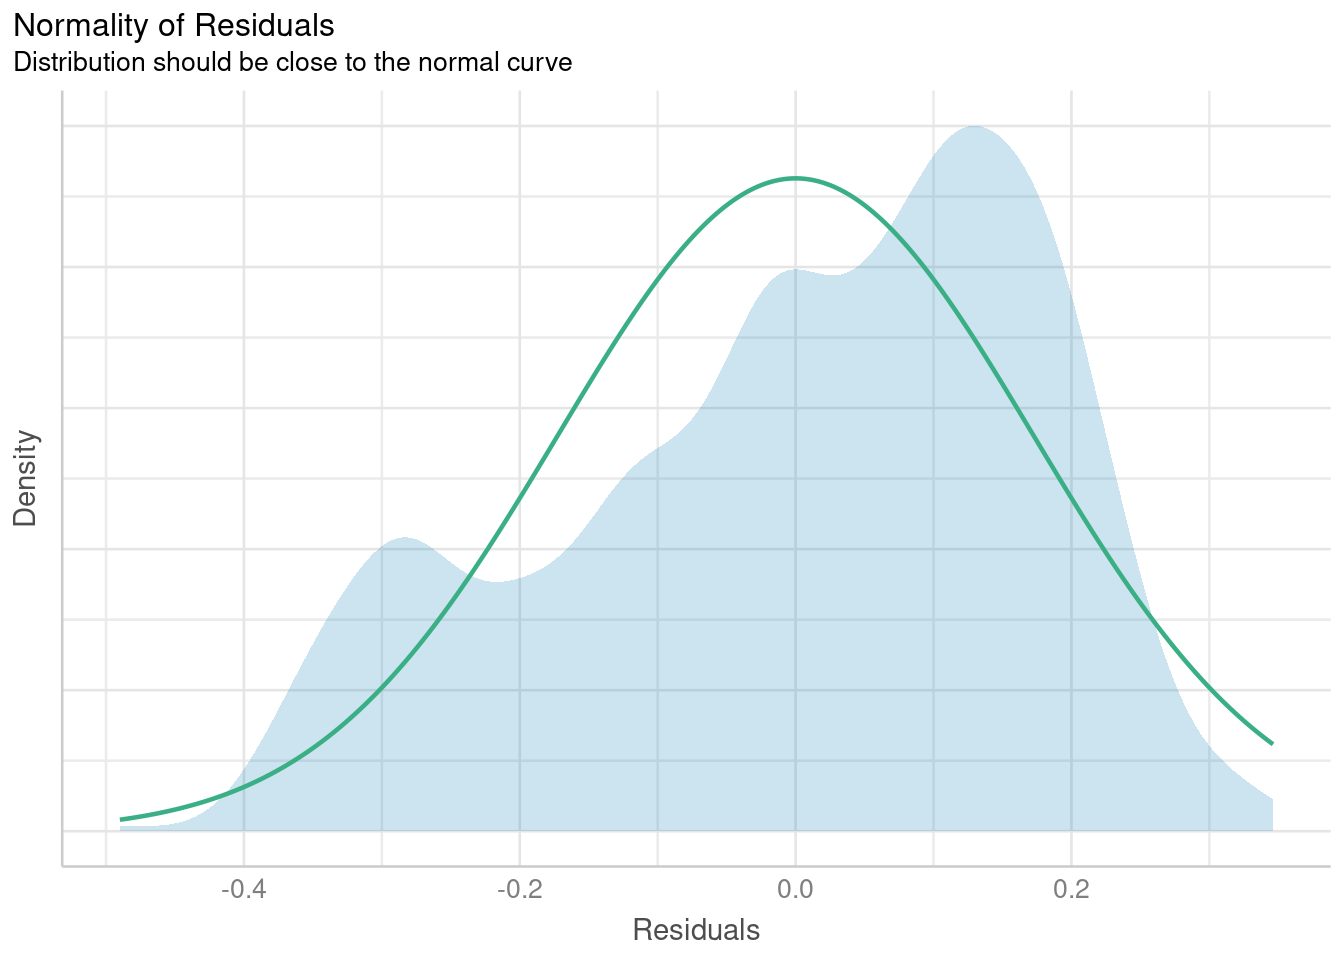 Normality of Residuals
Distribution should be close to the normal curve
Density
-0.4
-0.2
0.0
0.2
Residuals